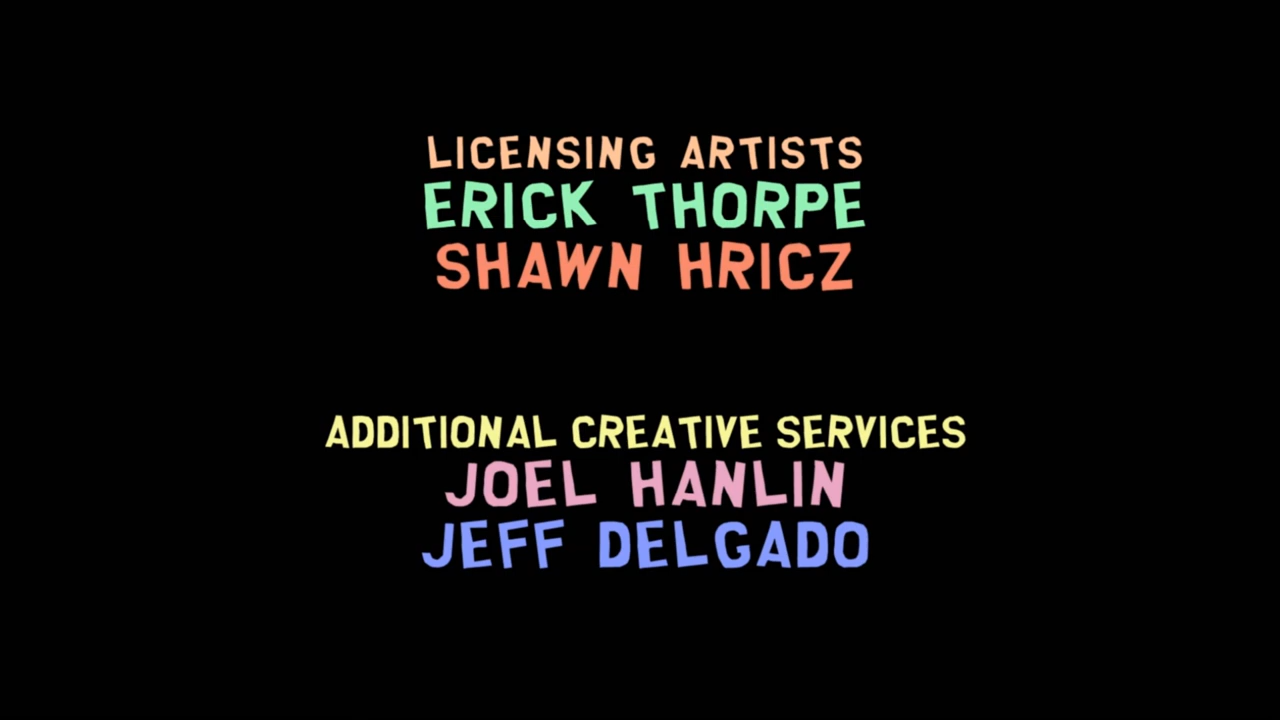 LICENSING ARTISTS
ERICK THORPE
SHAWN HRICZ
ADDITIONAL CREATIVE SERVICES
JOEL HANLIN
JEFF DELGADO